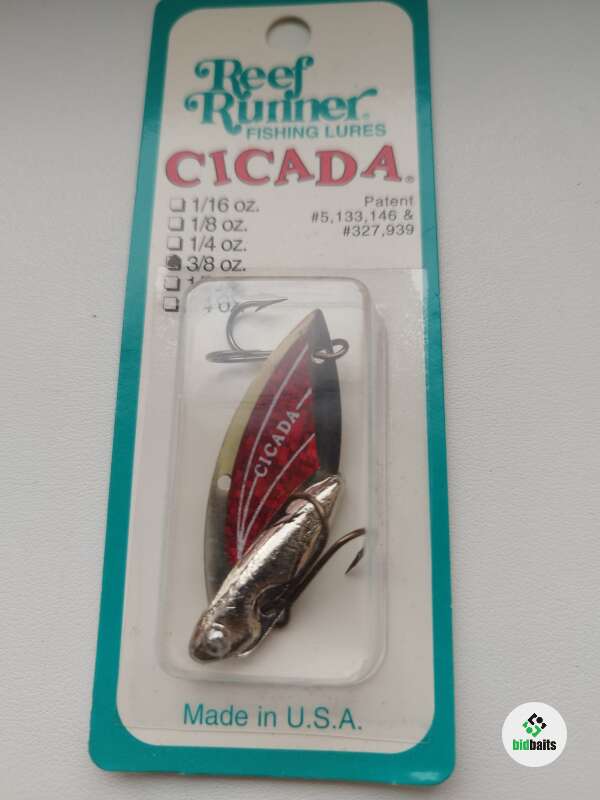 Reef
Runner®
FISHING LURES
CICADA®
1/16 oz.
1/8 oz.
1/4 oz.
3/8 oz.
Patent
#5,133,146 &
#327,939
CICADA
Made in U.S.A.
bidbaits